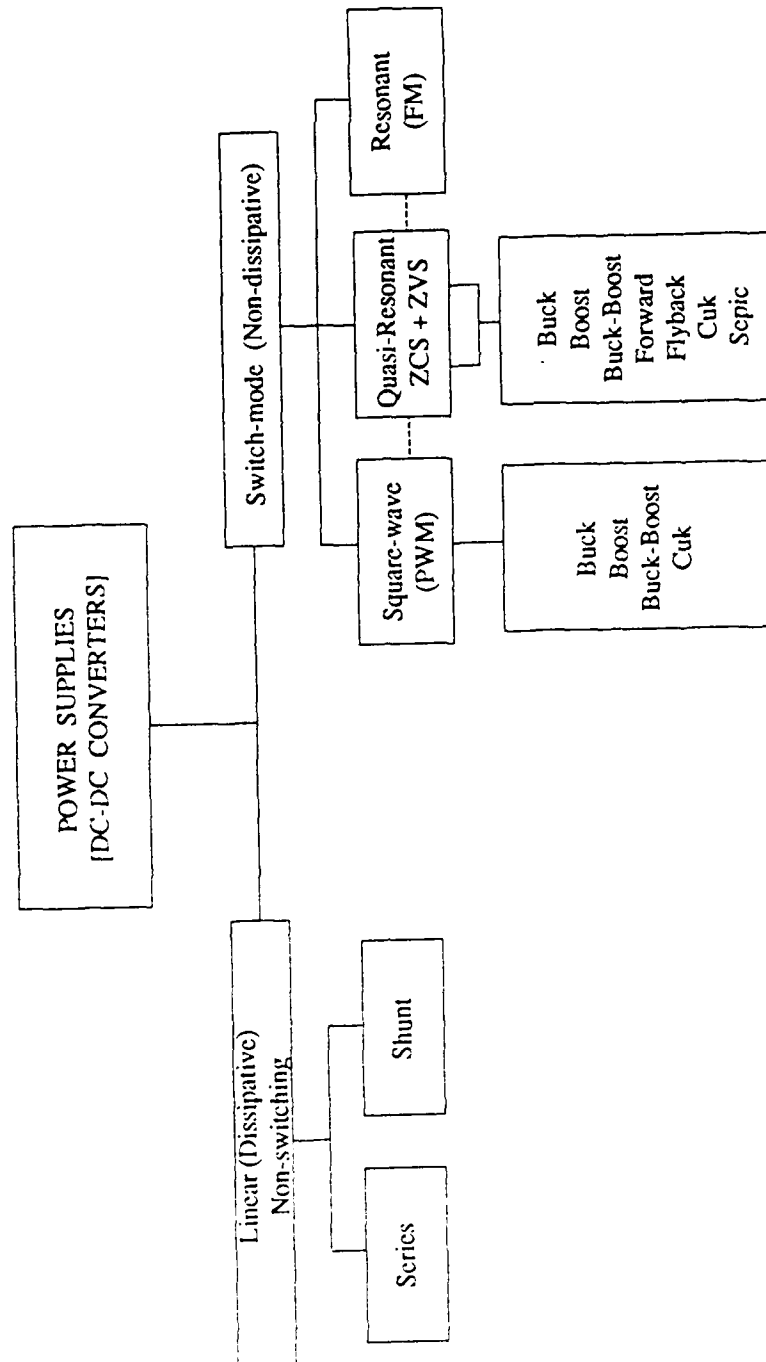 POWER SUPPLIES
[DC-DC CONVERTERS]
Linear (Dissipative)
Non-switching
Switch-mode (Non-dissipative)
Series
Shunt
Square-wave
(PWM)
Quasi-Resonant
ZCS + ZVS
Resonant
(FM)
Buck
Boost
Buck-Boost
Cuk
Buck
Boost
Buck-Boost
Forward
Flyback
Cuk
Sepic